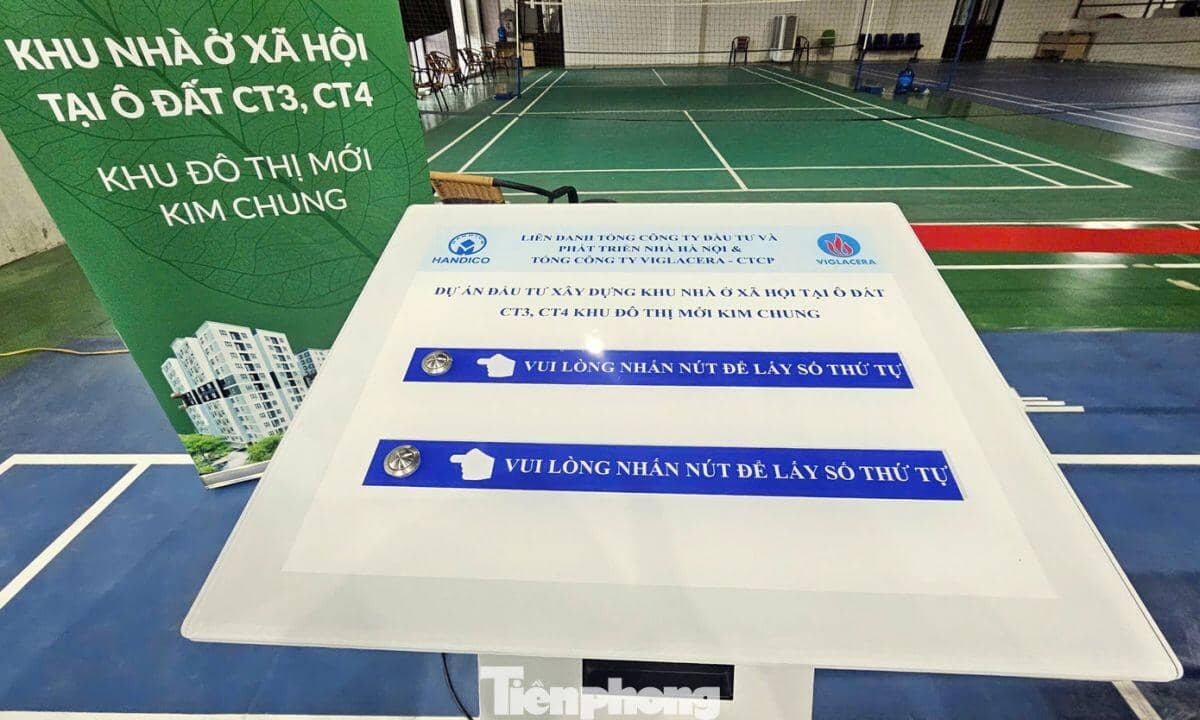 KHU NHÀ Ở XÃ HỘI
TẠI Ô ĐẤT CT3, CT4
KHU ĐÔ THỊ MỚI
KIM CHUNG
HANDICO
LIÊN DANH TỔNG CÔNG TY ĐẦU TƯ VÀ
PHÁT TRIỂN NHÀ HÀ NỘI &
TỔNG CÔNG TY VIGLACERA - CTCP
VIGLACERA
DỰ ÁN ĐẦU TƯ XÂY DỰNG KHU NHÀ Ở XÃ HỘI TẠI Ô ĐẤT
CT3, CT4 KHU ĐÔ THỊ MỚI KIM CHUNG
VUI LÒNG NHẤN NÚT ĐỂ LẤY SỐ THỨ TỰ
VUI LÒNG NHẤN NÚT ĐỂ LẤY SỐ THỨ TỰ
Tiền phong